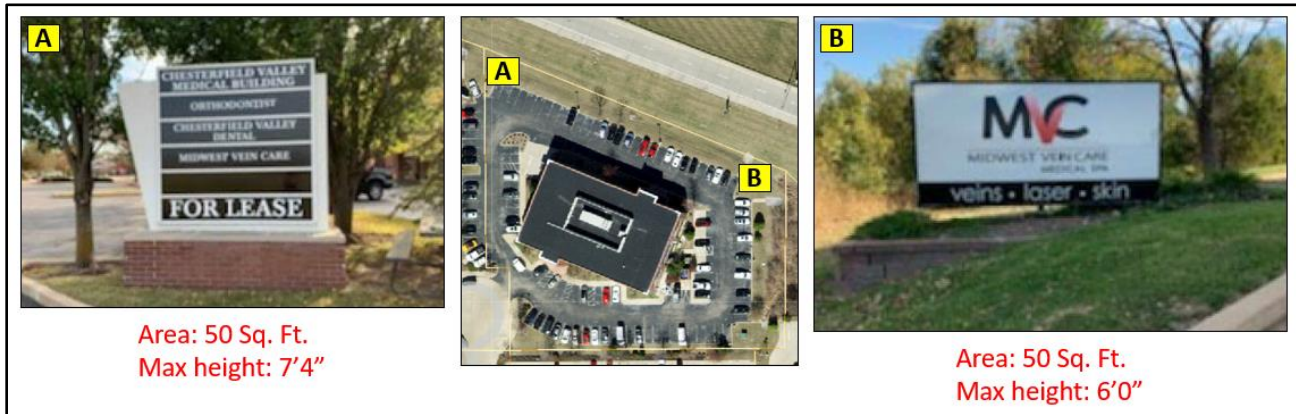 A
CHESTERFIELD VALLEY
MEDICAL BUILDING
ORTHODONTIST
CHESTERFIELD VALLEY
DENTAL
MIDWEST VEIN CARE
FOR LEASE
Area: 50 Sq. Ft.
Max height: 7’4”
A
B
B
MVC
MIDWEST VEIN CARE
MEDICAL SPA
veins • laser • skin
Area: 50 Sq. Ft.
Max height: 6’0”